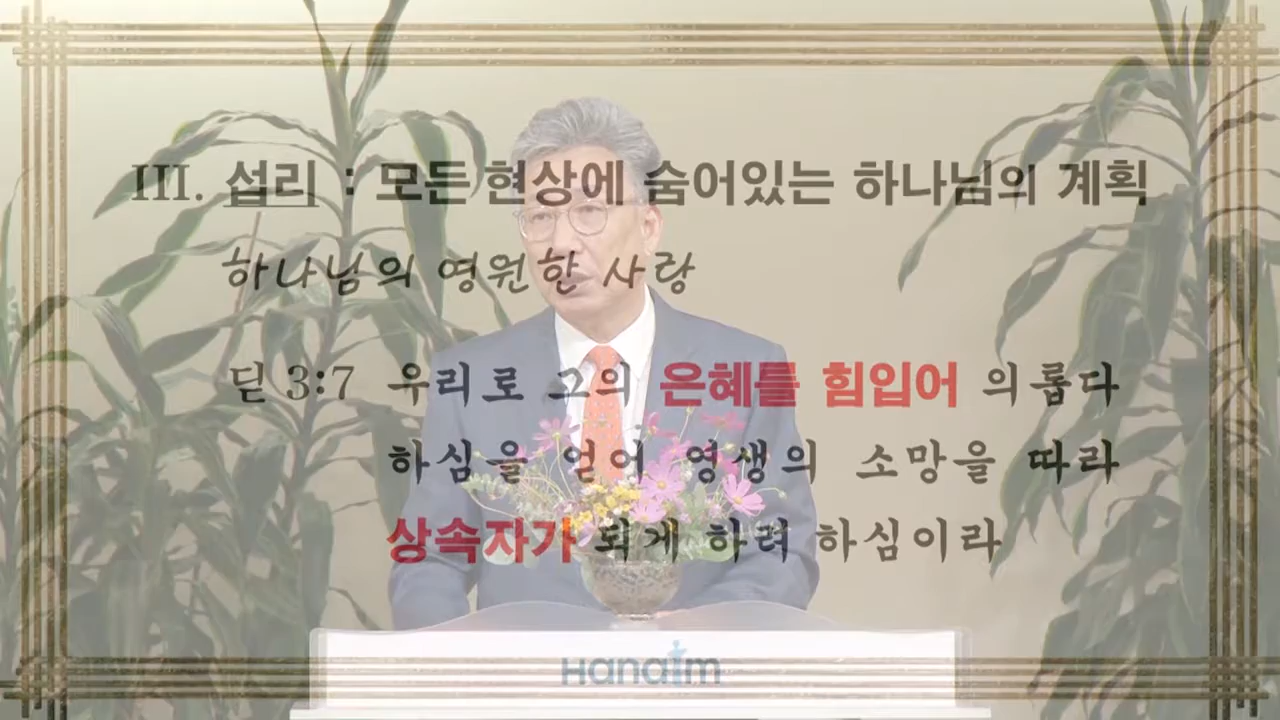 III. 섭리 : 모든 현상에 숨어있는 하나님의 계획
하나님의 영원한 사랑
딛 3:7 우리로 그의 은혜를 힘입어 의롭다
하심을 얻어 영생의 소망을 따라
상속자가 되게 하려 하심이라
Hanaim